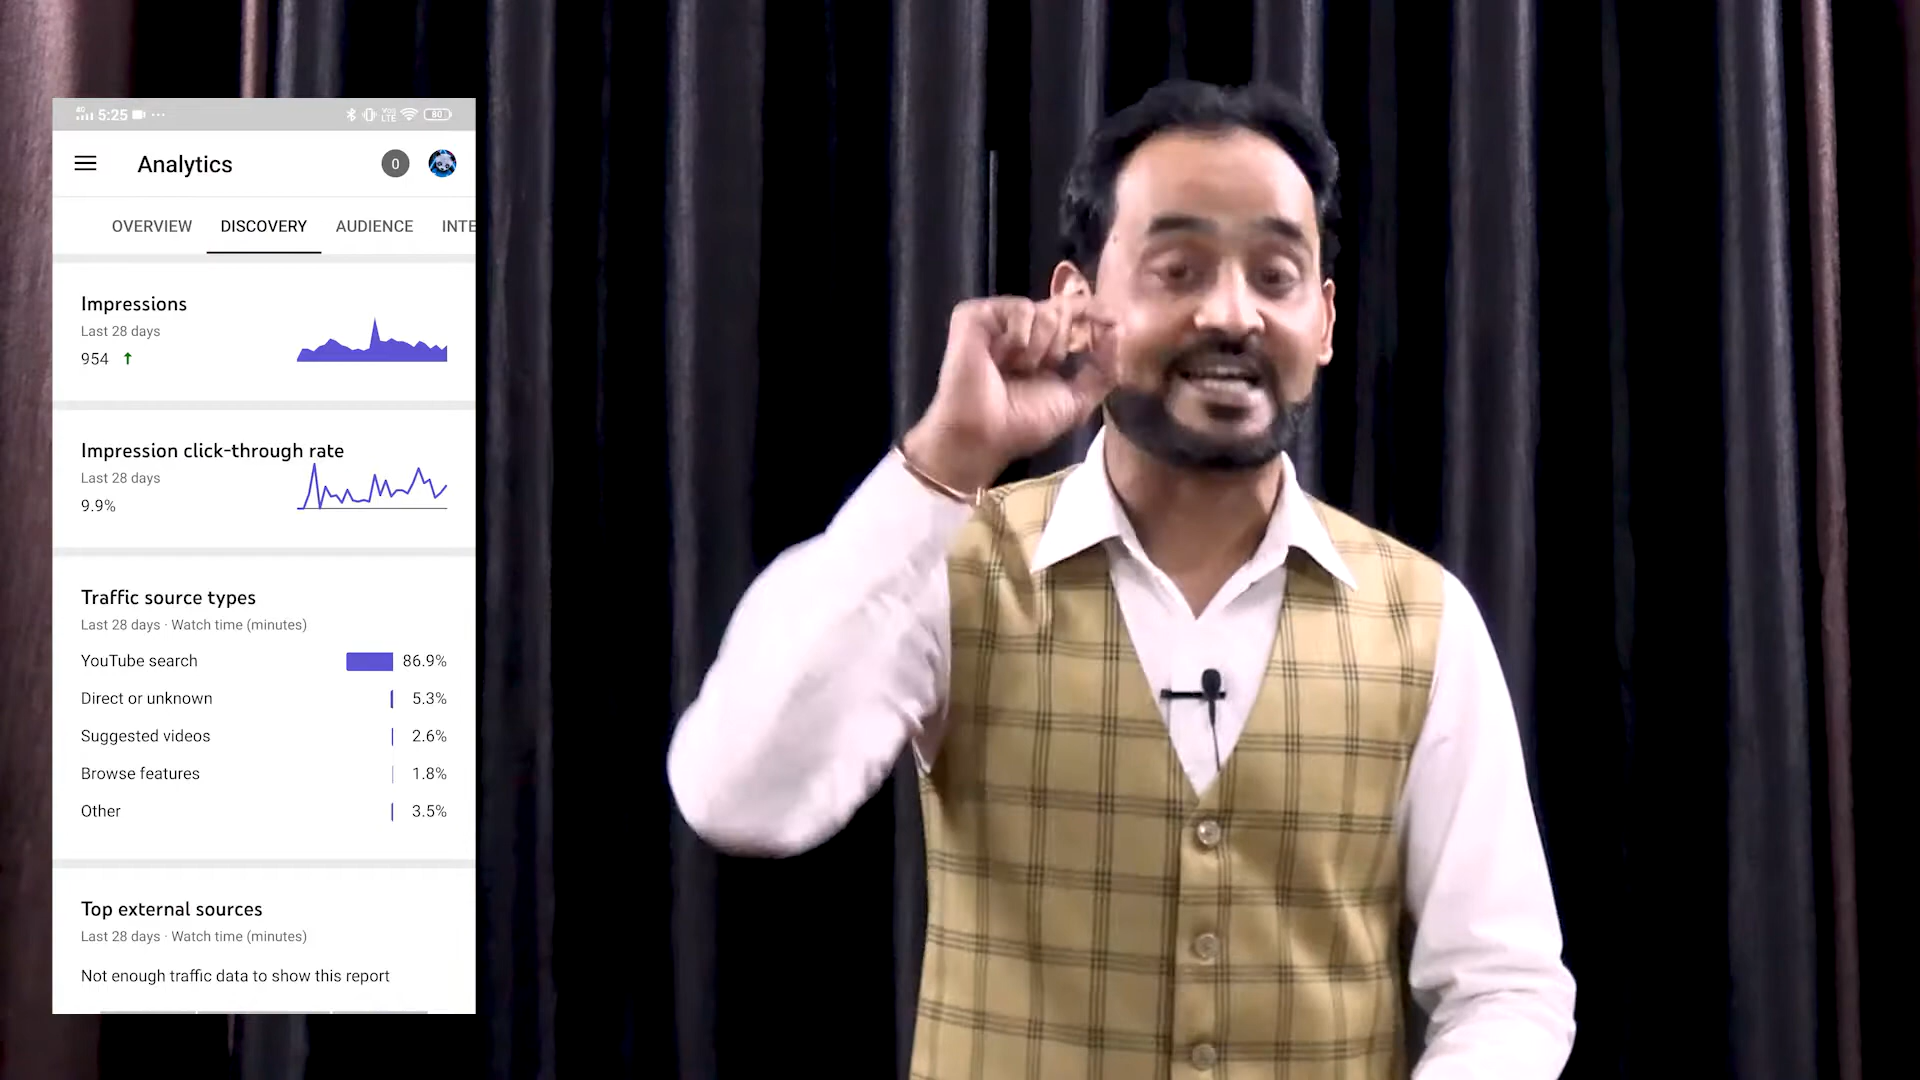 4G 5:25 ... VoLTE 80
Analytics 0
OVERVIEW DISCOVERY AUDIENCE INTE
Impressions
Last 28 days
954
Impression click-through rate
Last 28 days
9.9%
Traffic source types
Last 28 days · Watch time (minutes)
YouTube search 86.9%
Direct or unknown 5.3%
Suggested videos 2.6%
Browse features 1.8%
Other 3.5%
Top external sources
Last 28 days · Watch time (minutes)
Not enough traffic data to show this report